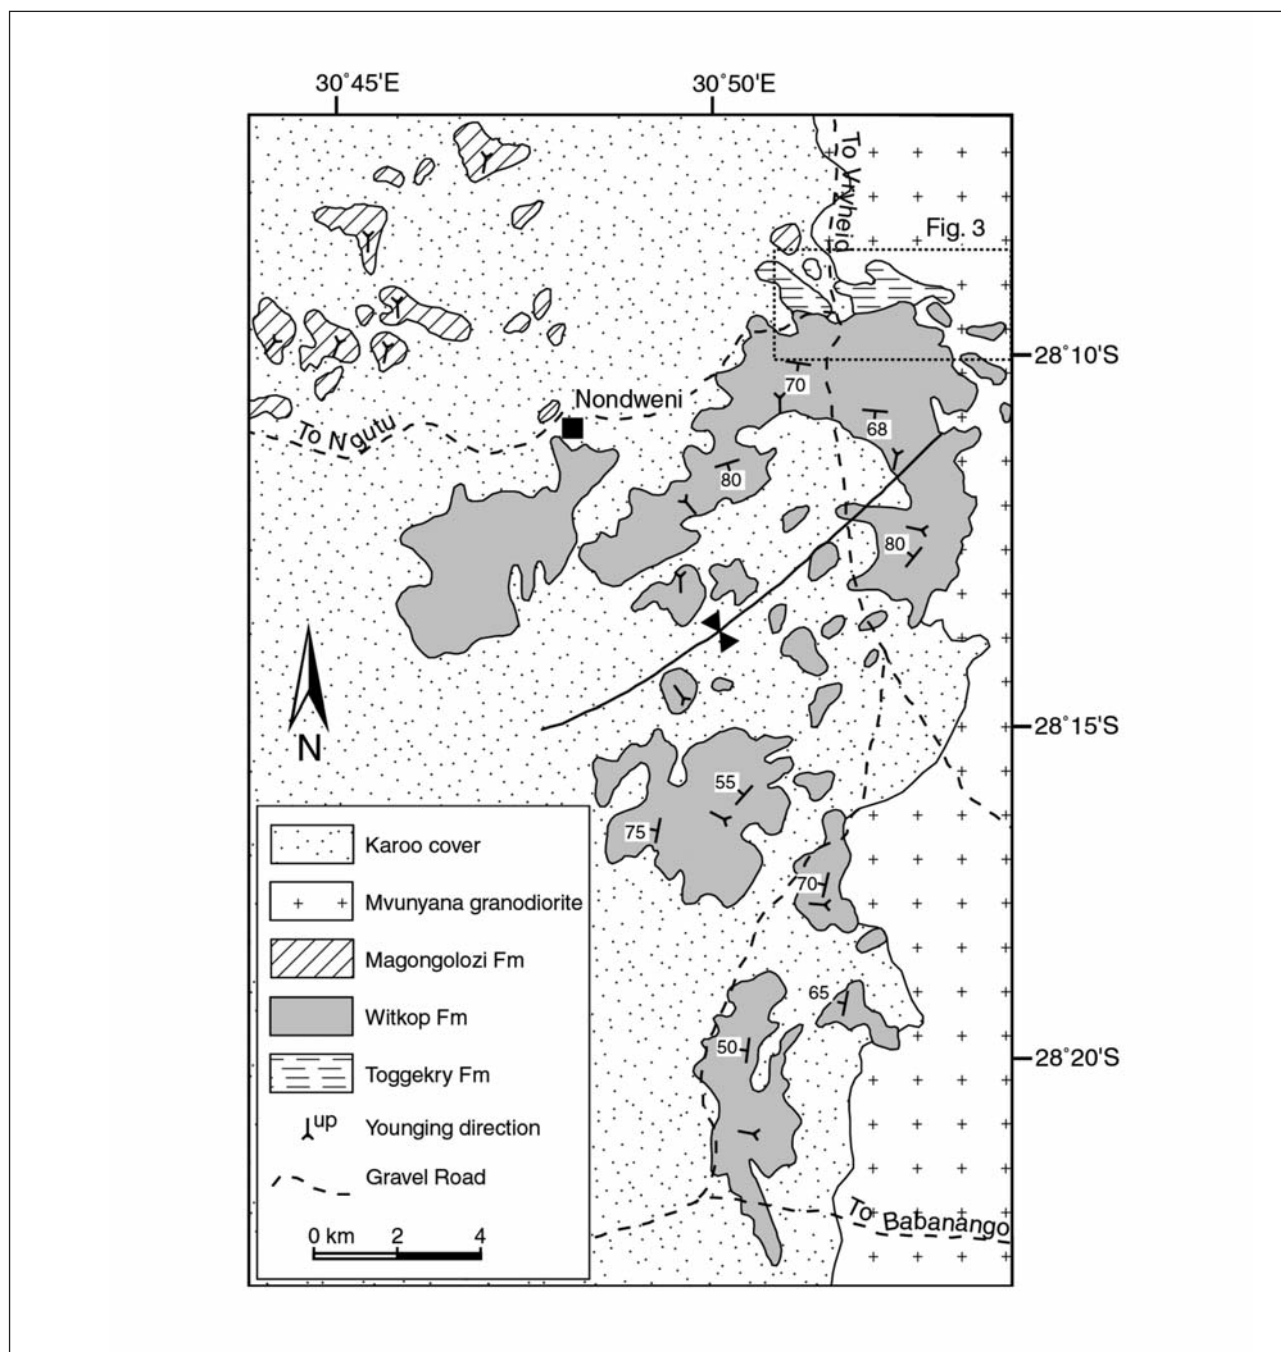 30°45'E
30°50'E
To Vryheid
Fig. 3
28°10'S
70
Nondweni
68
To N'gutu
80
80
N
28°15'S
55
75
70
65
50
28°20'S
Karoo cover
Mvunyana granodiorite
Magongolozi Fm
Witkop Fm
Toggekry Fm
up
Younging direction
Gravel Road
0 km 2 4
To Babanango